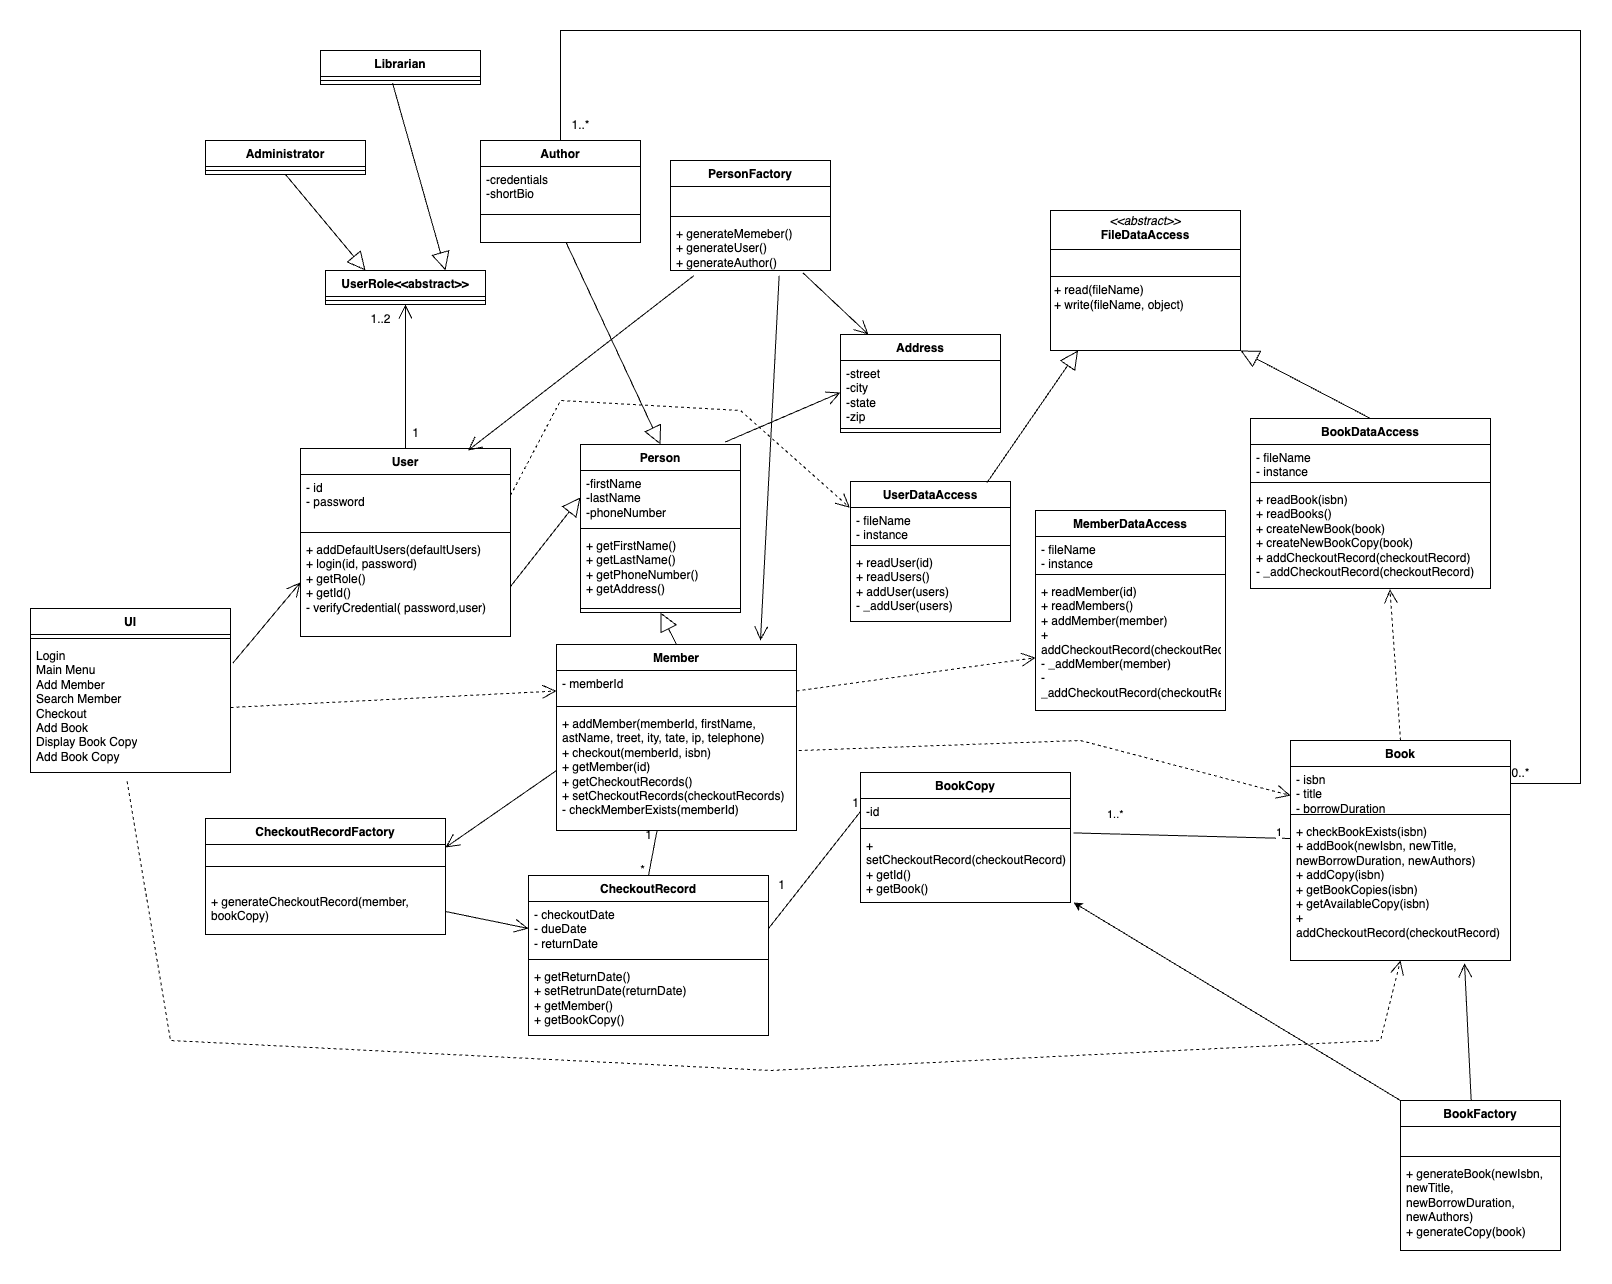 Librarian
1..*
Administrator
Author
-credentials
-shortBio
PersonFactory
+ generateMemeber()
+ generateUser()
+ generateAuthor()
<<abstract>>
FileDataAccess
+ read(fileName)
+ write(fileName, object)
UserRole<<abstract>>
1..2
1
Address
-street
-city
-state
-zip
BookDataAccess
- fileName
- instance
+ readBook(isbn)
+ readBooks()
+ createNewBook(book)
+ createNewBookCopy(book)
+ addCheckoutRecord(checkoutRecord)
- _addCheckoutRecord(checkoutRecord)
User
- id
- password
+ addDefaultUsers(defaultUsers)
+ login(id, password)
+ getRole()
+ getId()
- verifyCredential( password,user)
Person
-firstName
-lastName
-phoneNumber
+ getFirstName()
+ getLastName()
+ getPhoneNumber()
+ getAddress()
UserDataAccess
- fileName
- instance
+ readUser(id)
+ readUsers()
+ addUser(users)
- _addUser(users)
MemberDataAccess
- fileName
- instance
+ readMember(id)
+ readMembers()
+ addMember(member)
+
addCheckoutRecord(checkoutRec
- _addMember(member)
-
_addCheckoutRecord(checkoutRe
UI
Login
Main Menu
Add Member
Search Member
Checkout
Add Book
Display Book Copy
Add Book Copy
Member
- memberId
+ addMember(memberId, firstName,
astName, treet, ity, tate, ip, telephone)
+ checkout(memberId, isbn)
+ getMember(id)
+ getCheckoutRecords()
+ setCheckoutRecords(checkoutRecords)
- checkMemberExists(memberId)
1
*
Book
- isbn
- title
- borrowDuration
+ checkBookExists(isbn)
+ addBook(newIsbn, newTitle,
newBorrowDuration, newAuthors)
+ addCopy(isbn)
+ getBookCopies(isbn)
+ getAvailableCopy(isbn)
+
addCheckoutRecord(checkoutRecord)
0..*
BookCopy
-id
+
setCheckoutRecord(checkoutRecord)
+ getId()
+ getBook()
1
1..*
1
1
CheckoutRecordFactory
+ generateCheckoutRecord(member,
bookCopy)
CheckoutRecord
- checkoutDate
- dueDate
- returnDate
+ getReturnDate()
+ setRetrunDate(returnDate)
+ getMember()
+ getBookCopy()
BookFactory
+ generateBook(newIsbn,
newTitle,
newBorrowDuration,
newAuthors)
+ generateCopy(book)